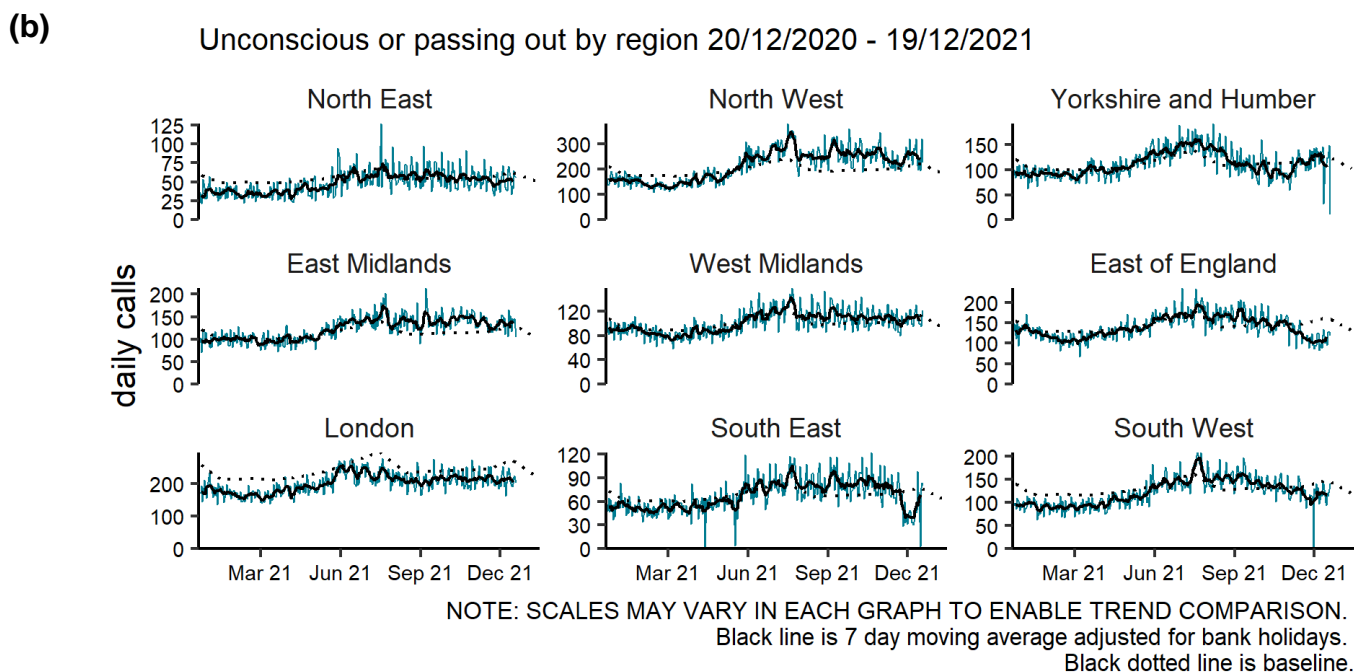 (b)
Unconscious or passing out by region 20/12/2020 - 19/12/2021
daily calls
North East
125
100
75
50
25
0
North West
300
200
100
0
Yorkshire and Humber
150
100
50
0
East Midlands
200
150
100
50
0
West Midlands
120
80
40
0
East of England
200
150
100
50
0
London
200
100
0
Mar 21 Jun 21 Sep 21 Dec 21
South East
120
90
60
30
0
Mar 21 Jun 21 Sep 21 Dec 21
South West
200
150
100
50
0
Mar 21 Jun 21 Sep 21 Dec 21
NOTE: SCALES MAY VARY IN EACH GRAPH TO ENABLE TREND COMPARISON.
Black line is 7 day moving average adjusted for bank holidays.
Black dotted line is baseline.